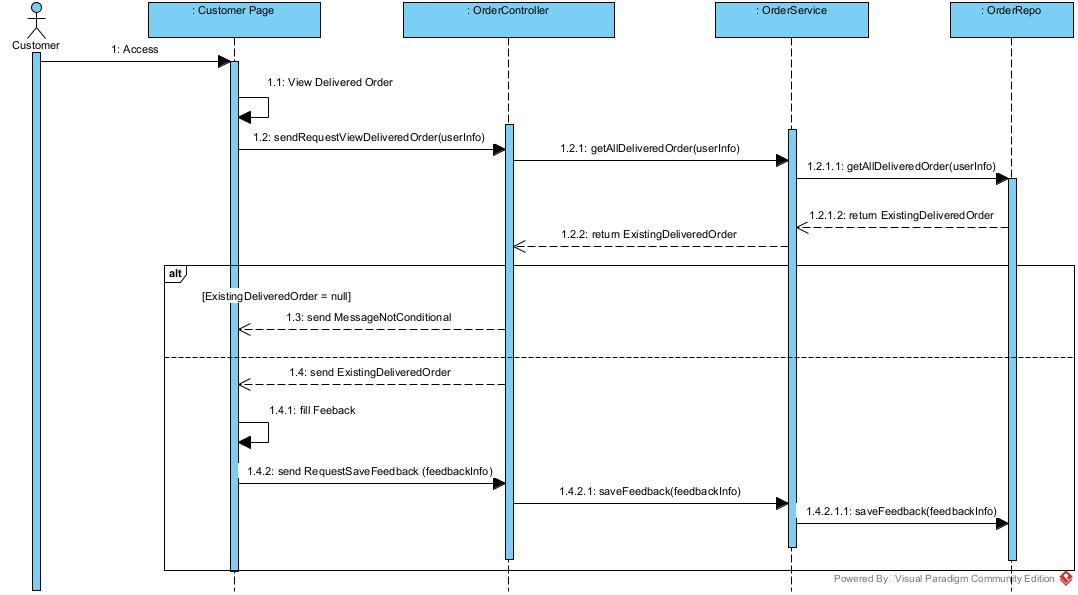 : Customer Page
: OrderController
: OrderService
: OrderRepo
Customer
1: Access
1.1: View Delivered Order
1.2: sendRequestViewDeliveredOrder(userInfo)
1.2.1: getAllDeliveredOrder(userInfo)
1.2.1.1: getAllDeliveredOrder(userInfo)
1.2.1.2: return ExistingDeliveredOrder
1.2.2: return ExistingDeliveredOrder
alt
[ExistingDeliveredOrder = null]
1.3: send MessageNotConditional
1.4: send ExistingDeliveredOrder
1.4.1: fill Feeback
1.4.2: send RequestSaveFeedback (feedbackInfo)
1.4.2.1: saveFeedback(feedbackInfo)
1.4.2.1.1: saveFeedback(feedbackInfo)
Powered By Visual Paradigm Community Edition